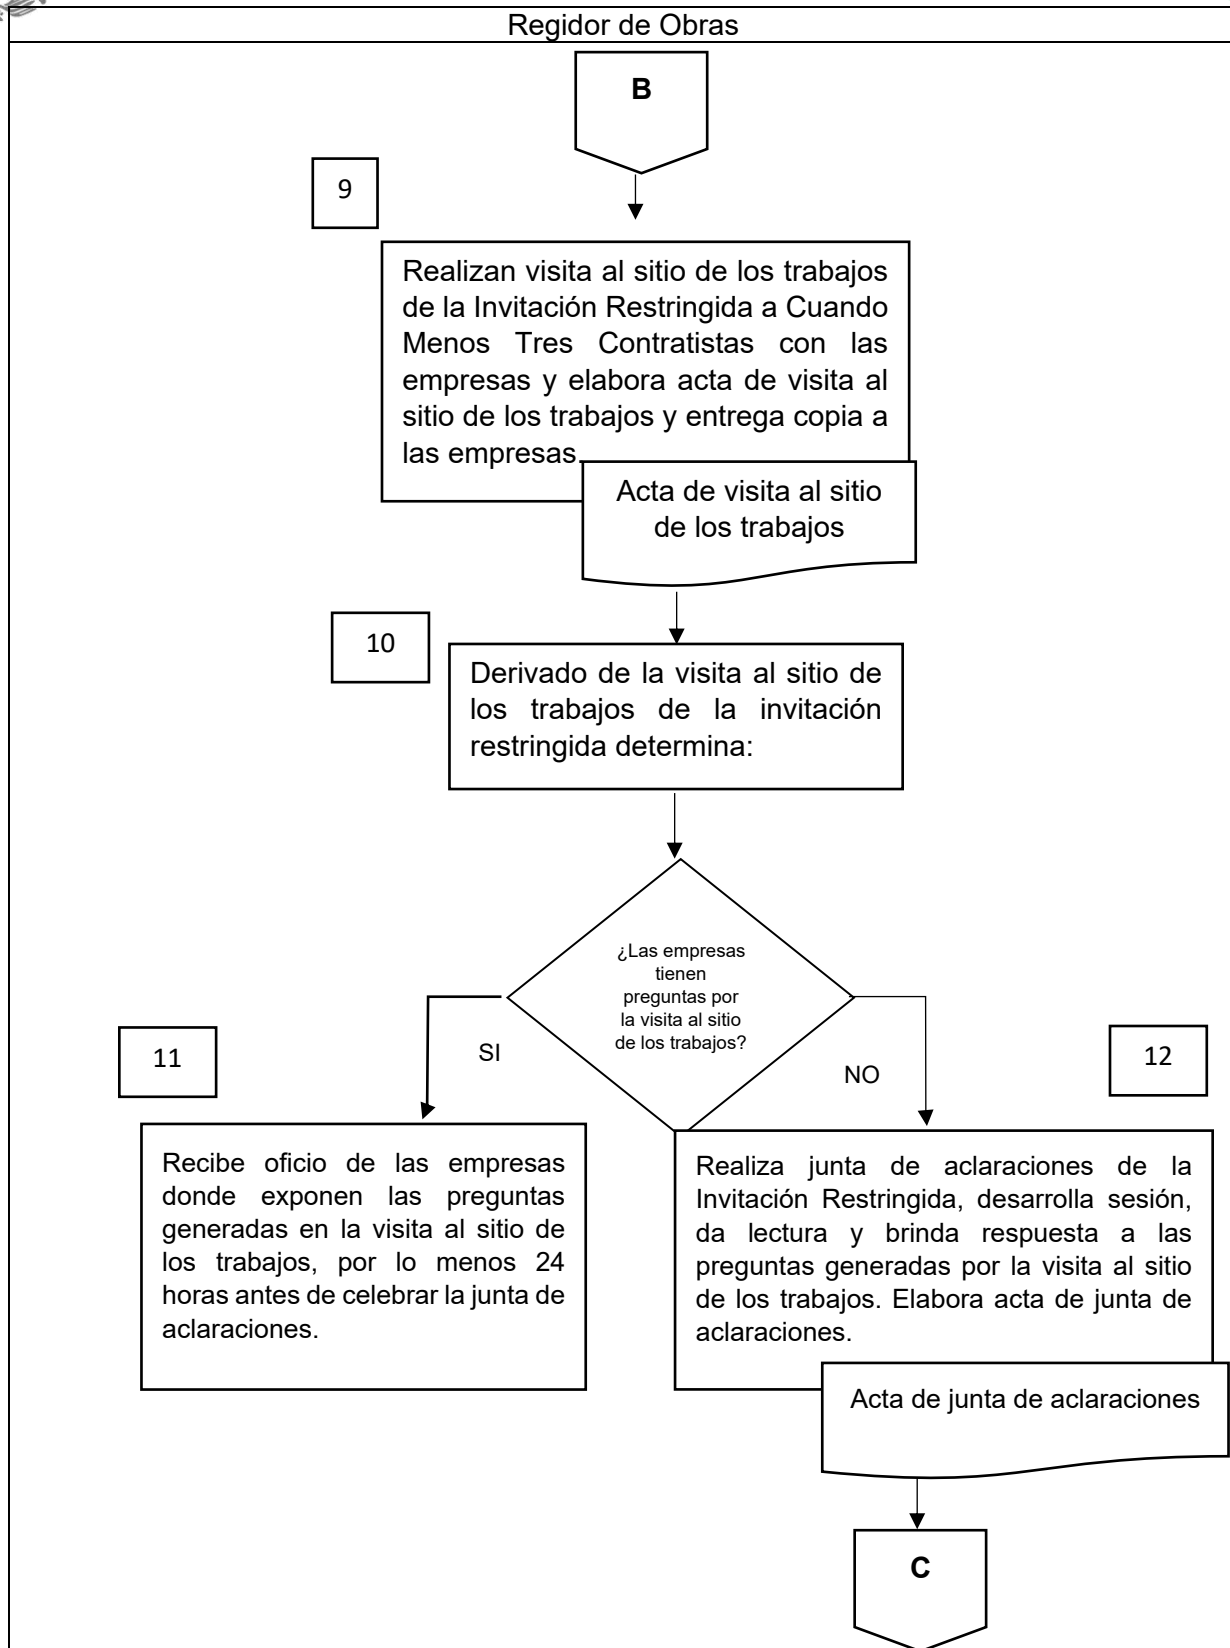 Regidor de Obras
B
9
Realizan visita al sitio de los trabajos
de la Invitación Restringida a Cuando
Menos Tres Contratistas con las
empresas y elabora acta de visita al
sitio de los trabajos y entrega copia a
las empresas.
Acta de visita al sitio
de los trabajos
10
Derivado de la visita al sitio de
los trabajos de la invitación
restringida determina:
¿Las empresas
tienen
preguntas por
la visita al sitio
de los trabajos?
SI
NO
11
Recibe oficio de las empresas
donde exponen las preguntas
generadas en la visita al sitio de
los trabajos, por lo menos 24
horas antes de celebrar la junta de
aclaraciones.
12
Realiza junta de aclaraciones de la
Invitación Restringida, desarrolla sesión,
da lectura y brinda respuesta a las
preguntas generadas por la visita al sitio
de los trabajos. Elabora acta de junta de
aclaraciones.
Acta de junta de aclaraciones
C